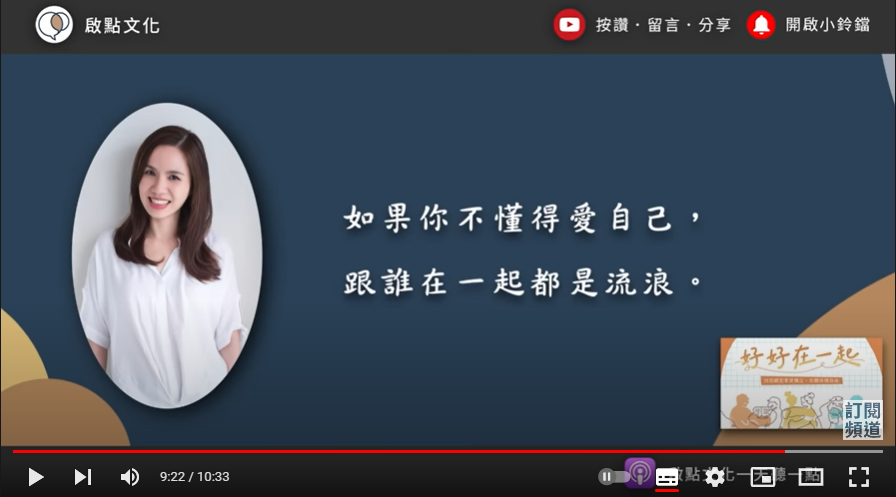 啟點文化
按讚・留言・分享
開啟小鈴鐺
如果你不懂得愛自己，
跟誰在一起都是流浪。
好好在一起
訂閱
頻道
9:22 / 10:33
啟點文化一天聽一點